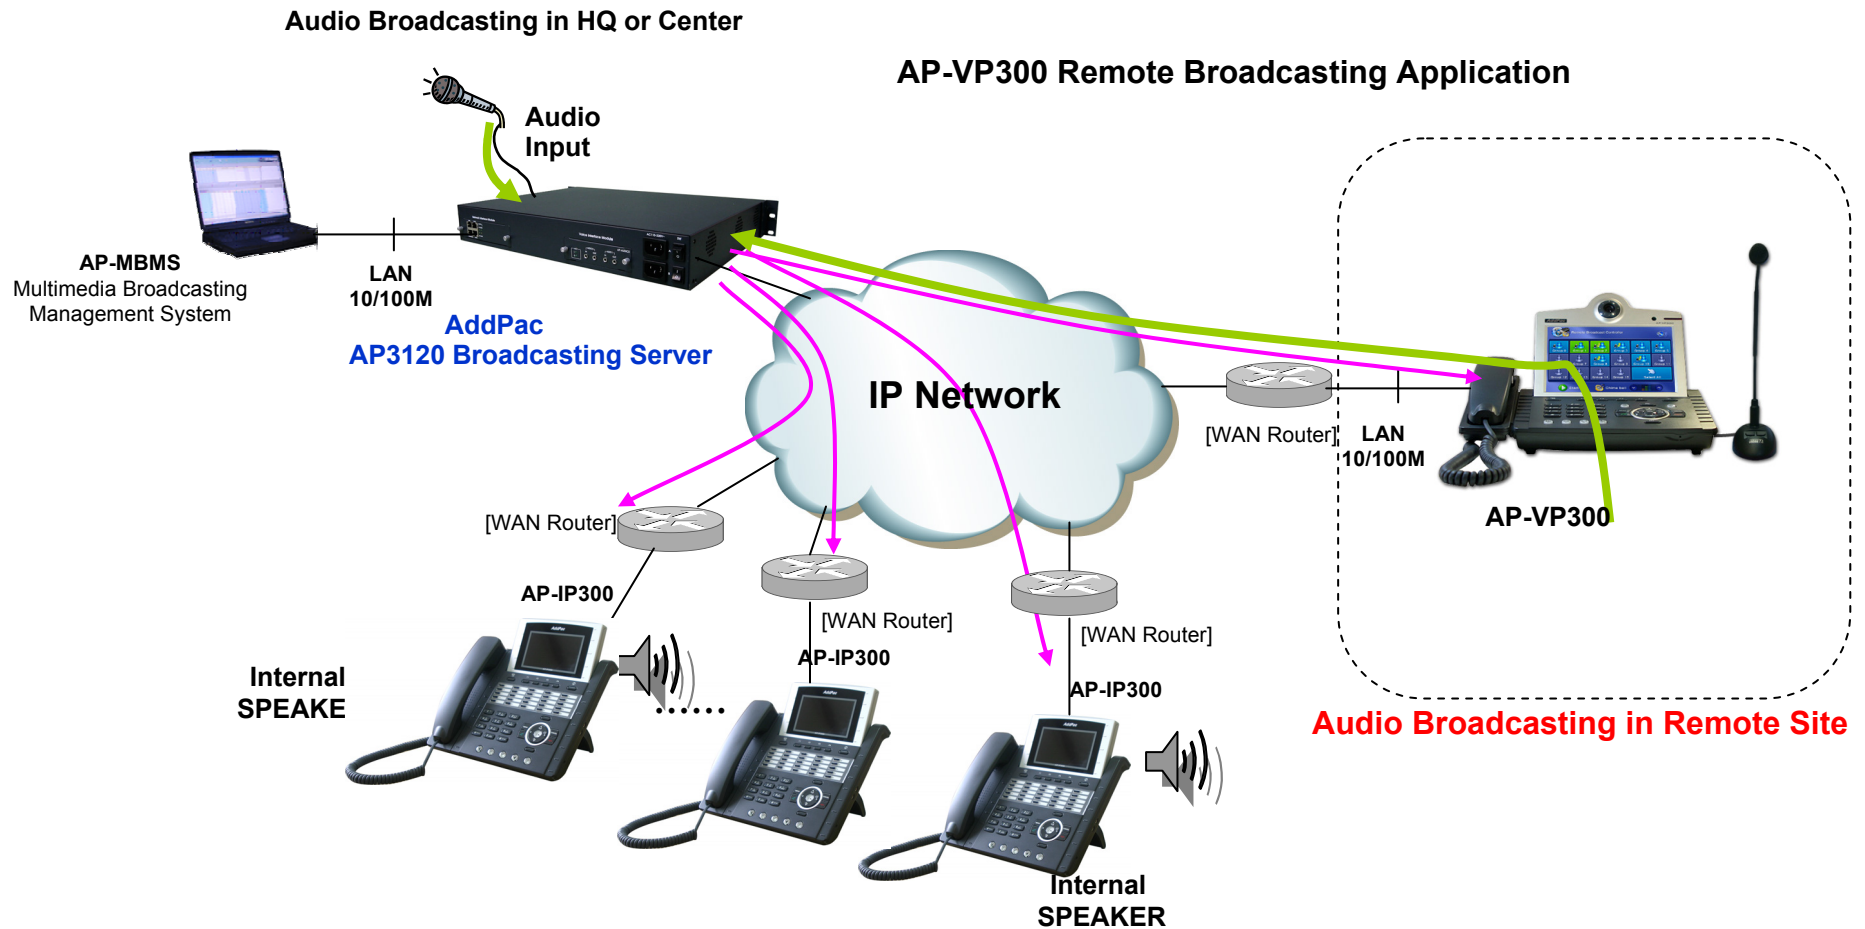 Audio Broadcasting in HQ or Center
AP-VP300 Remote Broadcasting Application
Audio
Input
AP-MBMS
Multimedia Broadcasting
Management System
LAN
10/100M
AddPac
AP3120 Broadcasting Server
IP Network
[WAN Router]
LAN
10/100M
AP-VP300
[WAN Router]
AP-IP300
[WAN Router]
AP-IP300
[WAN Router]
AP-IP300
Internal
SPEAKE
......
Audio Broadcasting in Remote Site
Internal
SPEAKER